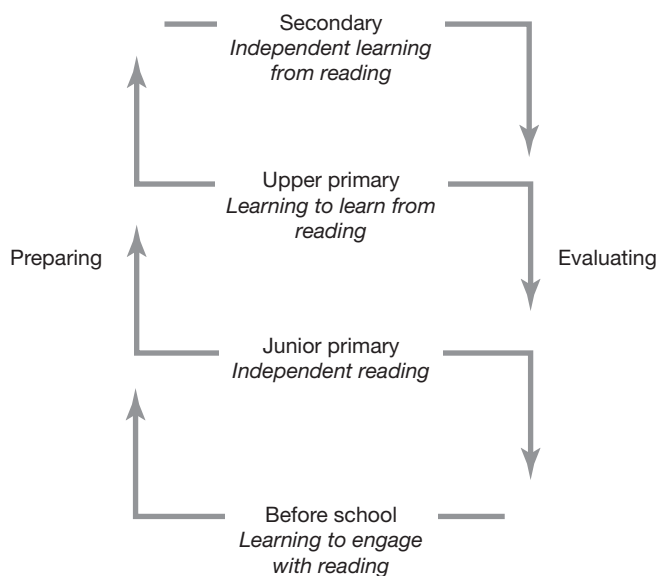 Secondary
Independent learning
from reading
Upper primary
Learning to learn from
reading
Preparing
Evaluating
Junior primary
Independent reading
Before school
Learning to engage
with reading